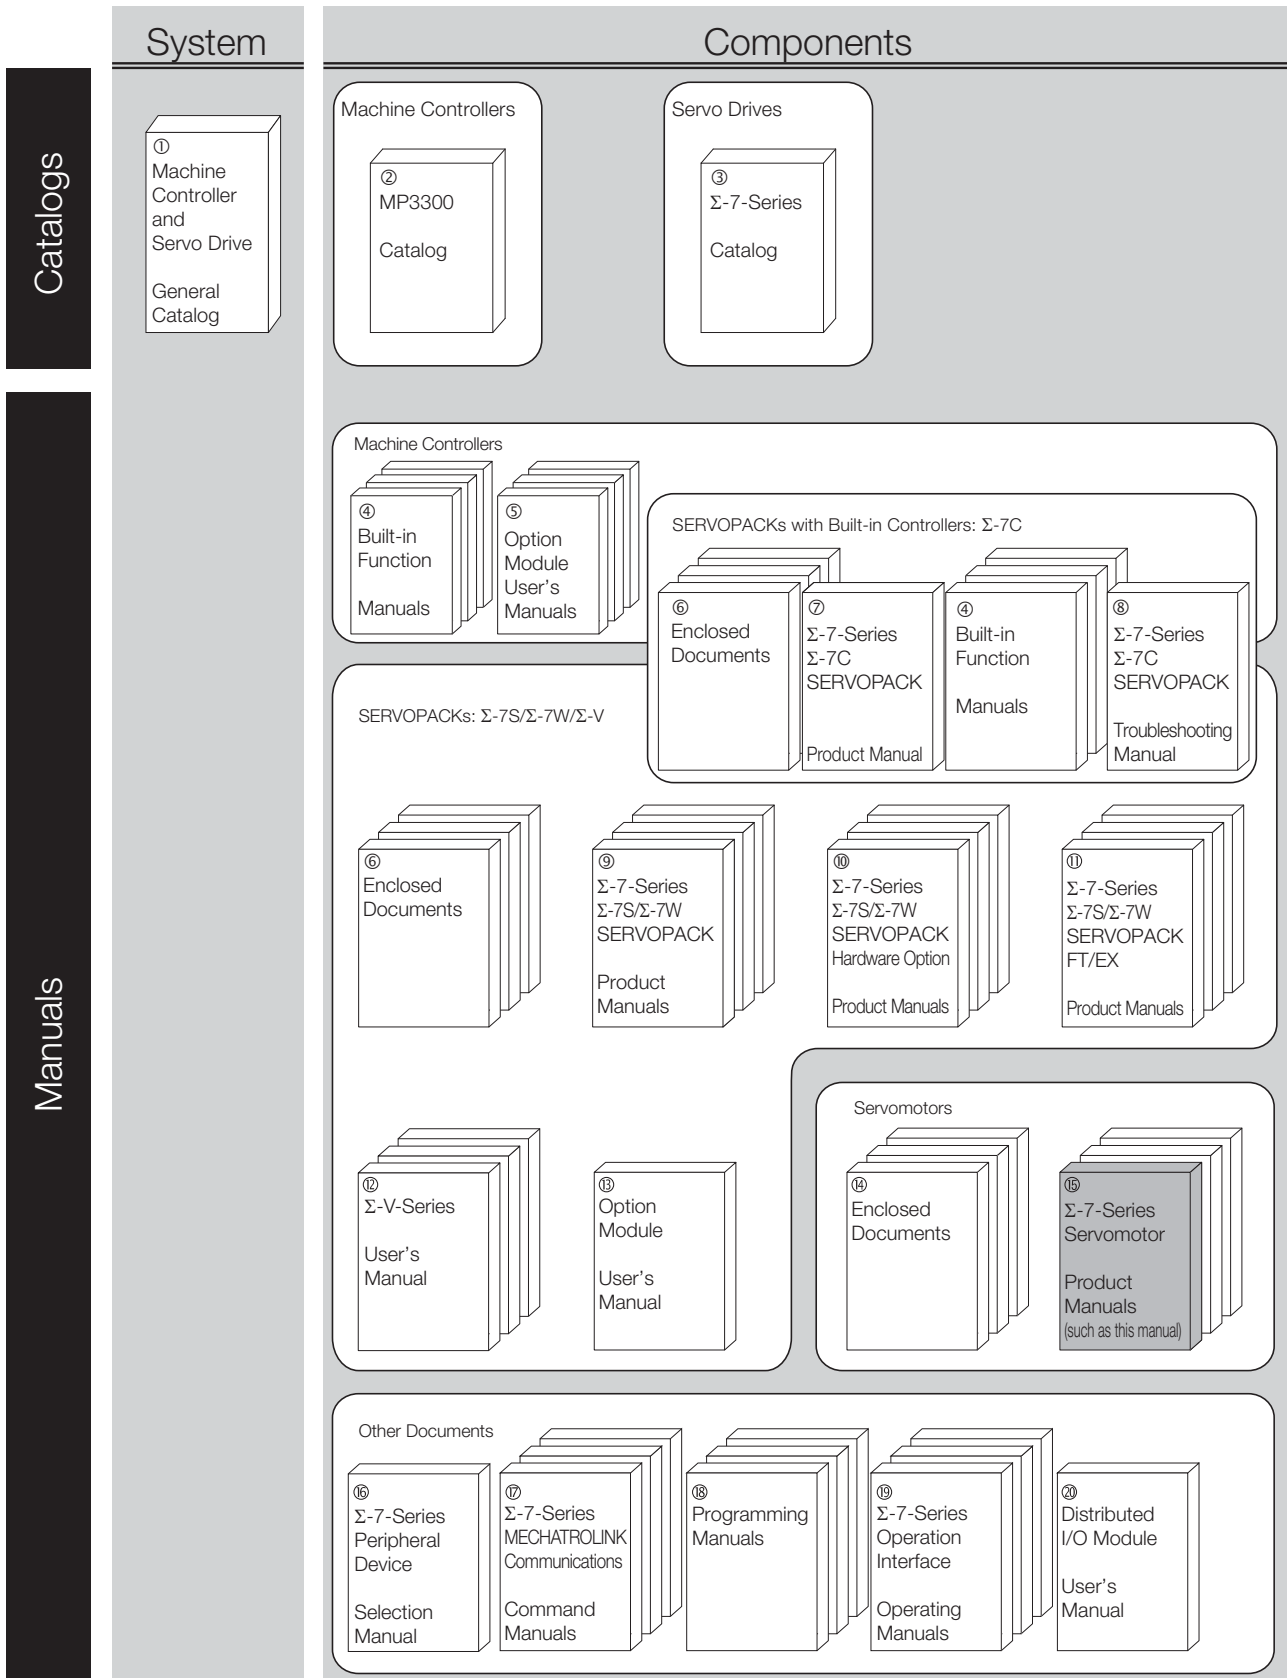 System
Components
Catalogs
①
Machine
Controller
and
Servo Drive
General
Catalog
Machine Controllers
②
MP3300
Catalog
Servo Drives
③
Σ-7-Series
Catalog
Manuals
Machine Controllers
④
Built-in
Function
Manuals
⑤
Option
Module
User's
Manuals
SERVOPACKs with Built-in Controllers: Σ-7C
⑥
Enclosed
Documents
⑦
Σ-7-Series
Σ-7C
SERVOPACK
Product Manual
④
Built-in
Function
Manuals
⑧
Σ-7-Series
Σ-7C
SERVOPACK
Troubleshooting
Manual
SERVOPACKs: Σ-7S/Σ-7W/Σ-V
⑥
Enclosed
Documents
⑨
Σ-7-Series
Σ-7S/Σ-7W
SERVOPACK
Product
Manuals
⑩
Σ-7-Series
Σ-7S/Σ-7W
SERVOPACK
Hardware Option
Product Manuals
⑪
Σ-7-Series
Σ-7S/Σ-7W
SERVOPACK
FT/EX
Product Manuals
⑫
Σ-V-Series
User's
Manual
⑬
Option
Module
User's
Manual
Servomotors
⑭
Enclosed
Documents
⑮
Σ-7-Series
Servomotor
Product
Manuals
(such as this manual)
Other Documents
⑯
Σ-7-Series
Peripheral
Device
Selection
Manual
⑰
Σ-7-Series
MECHATROLINK
Communications
Command
Manuals
⑱
Programming
Manuals
⑲
Σ-7-Series
Operation
Interface
Operating
Manuals
⑳
Distributed
I/O Module
User's
Manual